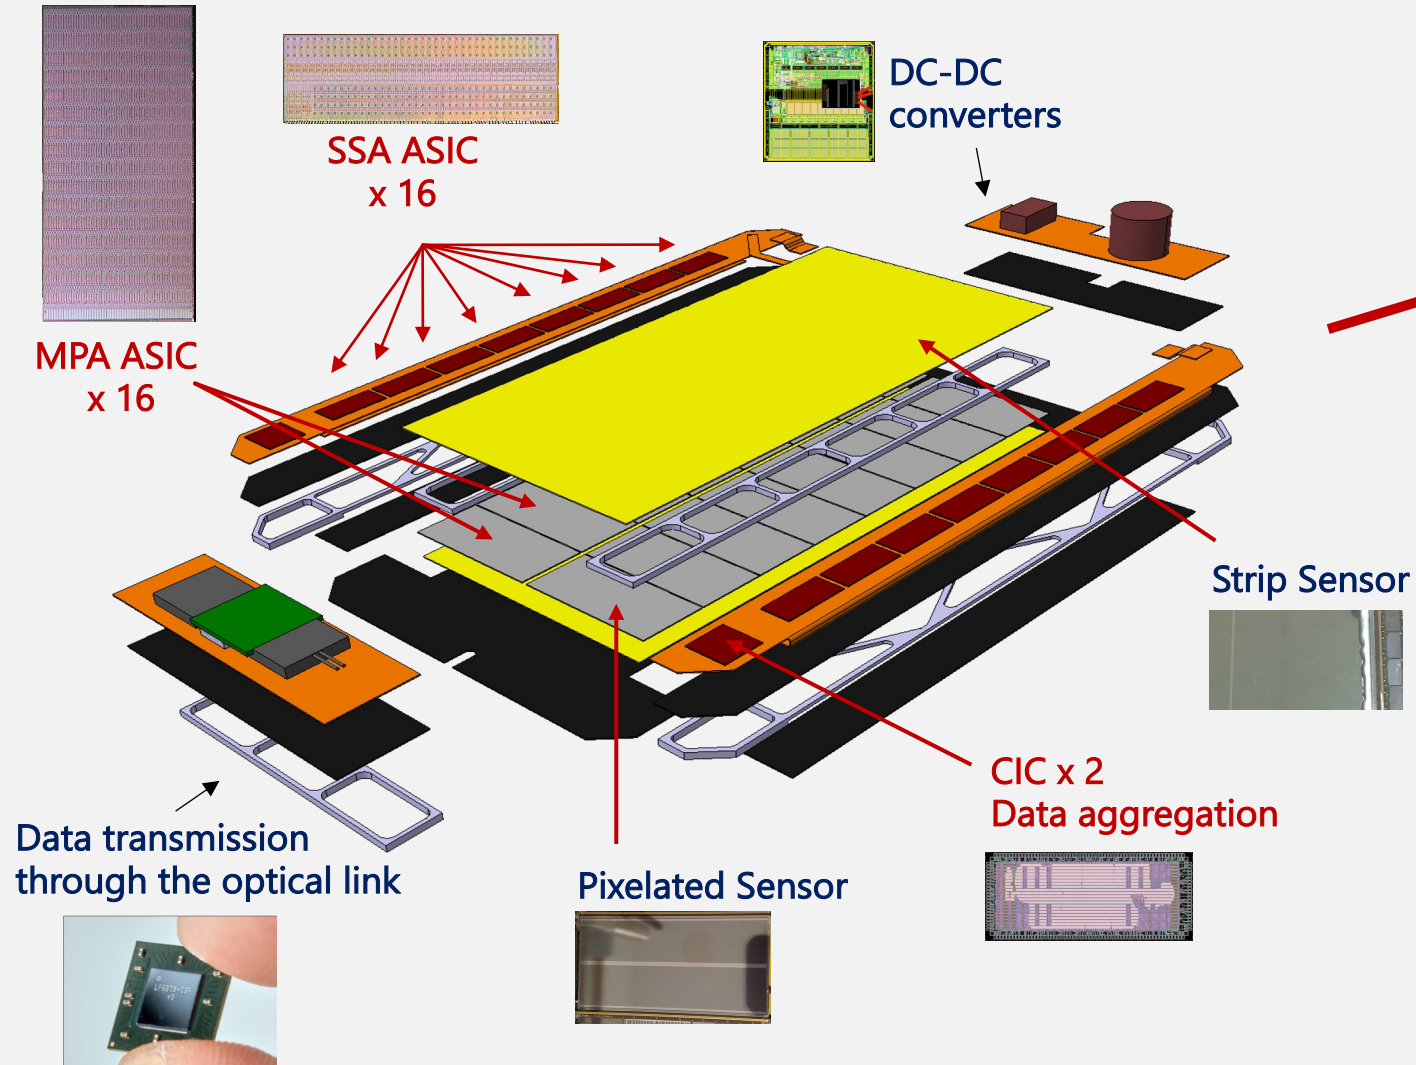 SSA ASIC
x 16
DC-DC
converters
MPA ASIC
x 16
Strip Sensor
CIC x 2
Data aggregation
Data transmission
through the optical link
Pixelated Sensor